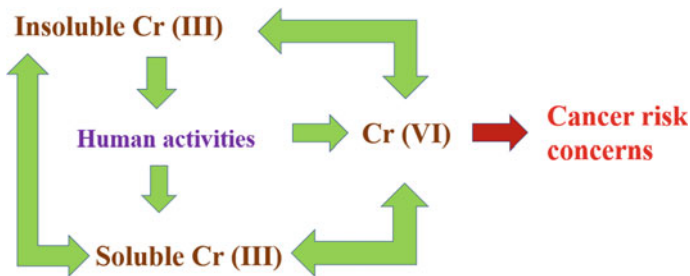 Insoluble Cr (III)
Human activities
Cr (VI)
Cancer risk
concerns
Soluble Cr (III)